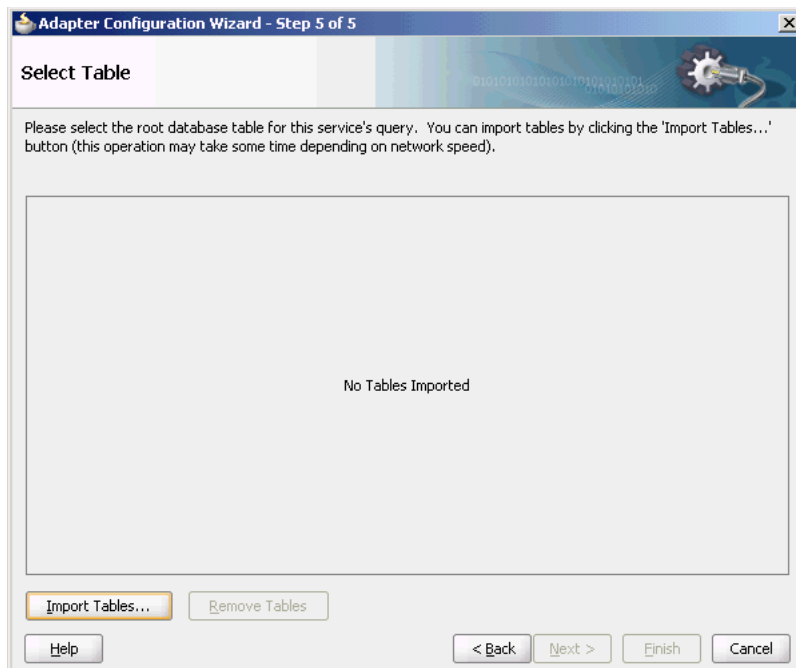 Adapter Configuration Wizard - Step 5 of 5
Select Table
Please select the root database table for this service's query.  You can import tables by clicking the 'Import Tables...'
button (this operation may take some time depending on network speed).
No Tables Imported
Import Tables...
Remove Tables
Help
< Back
Next >
Finish
Cancel